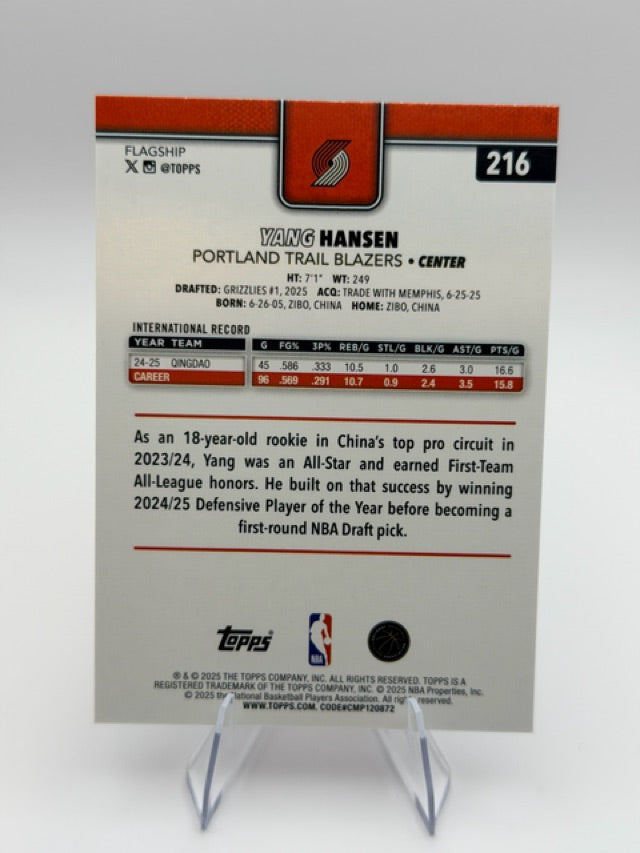 FLAGSHIP
X @TOPPS
216
YANG HANSEN
PORTLAND TRAIL BLAZERS • CENTER
HT: 7'1" WT: 249
DRAFTED: GRIZZLIES #1, 2025 ACQ: TRADE WITH MEMPHIS, 6-25-25
BORN: 6-26-05, ZIBO, CHINA HOME: ZIBO, CHINA
INTERNATIONAL RECORD
YEAR TEAM G FG% 3P% REB/G STL/G BLK/G AST/G PTS/G
24-25 QINGDAO 45 .586 .333 10.5 1.0 2.6 3.0 16.6
CAREER 96 .569 .291 10.7 0.9 2.4 3.5 15.8
As an 18-year-old rookie in China's top pro circuit in
2023/24, Yang was an All-Star and earned First-Team
All-League honors. He built on that success by winning
2024/25 Defensive Player of the Year before becoming a
first-round NBA Draft pick.
Topps NBA
® & © 2025 THE TOPPS COMPANY, INC. ALL RIGHTS RESERVED. TOPPS IS A
REGISTERED TRADEMARK OF THE TOPPS COMPANY, INC. © 2025 NBA Properties, Inc.
© 2025 the National Basketball Players Association. All rights reserved.
WWW.TOPPS.COM. CODE#CMP120872